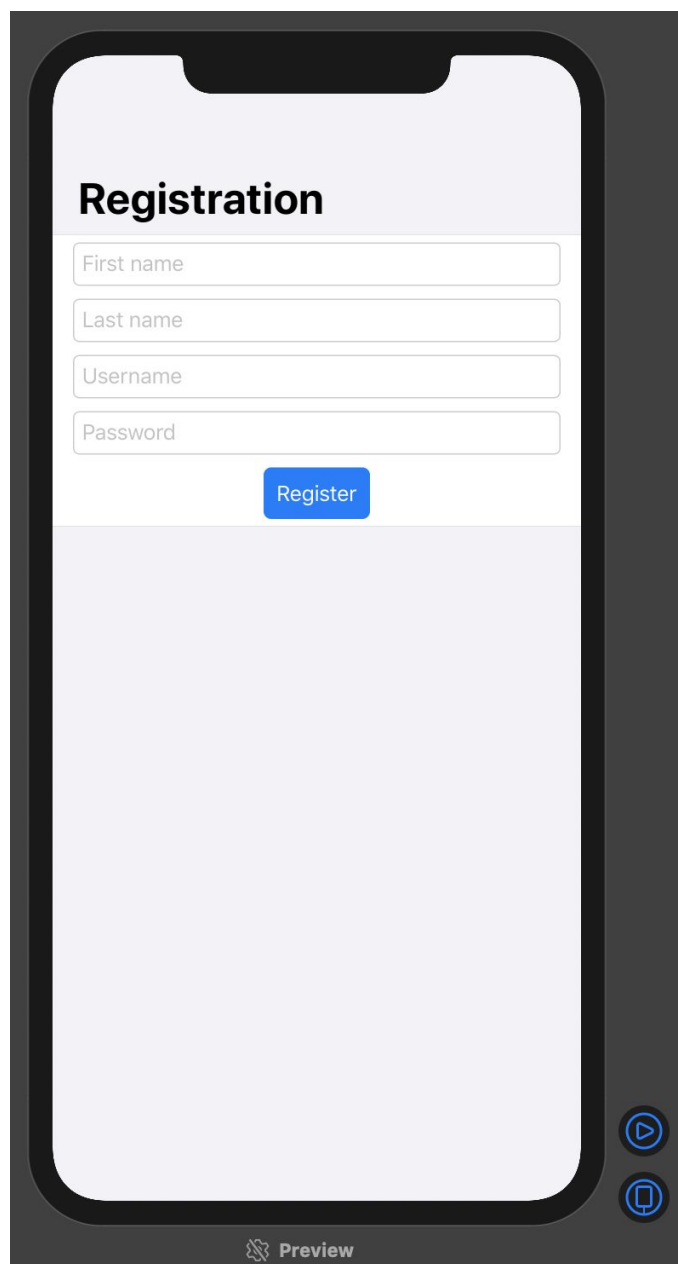 Registration
First name
Last name
Username
Password
Register
Preview